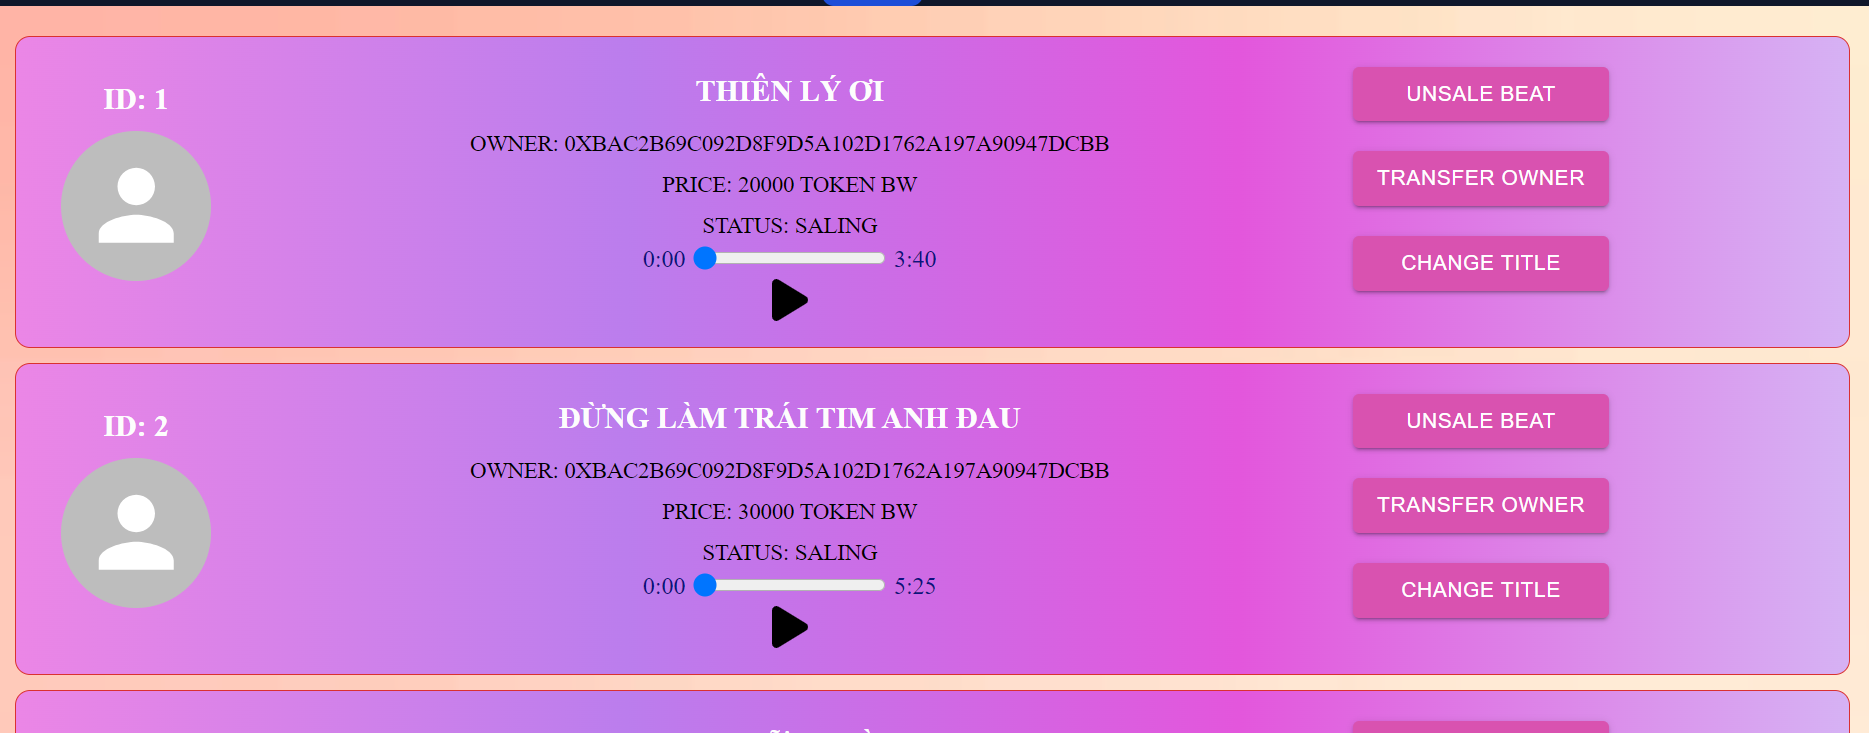 ID: 1
THIÊN LÝ ƠI
OWNER: 0XBAC2B69C092D8F9D5A102D1762A197A90947DCBB
PRICE: 20000 TOKEN BW
STATUS: SALING
0:00 3:40
UNSALE BEAT
TRANSFER OWNER
CHANGE TITLE
ID: 2
ĐỪNG LÀM TRÁI TIM ANH ĐAU
OWNER: 0XBAC2B69C092D8F9D5A102D1762A197A90947DCBB
PRICE: 30000 TOKEN BW
STATUS: SALING
0:00 5:25
UNSALE BEAT
TRANSFER OWNER
CHANGE TITLE